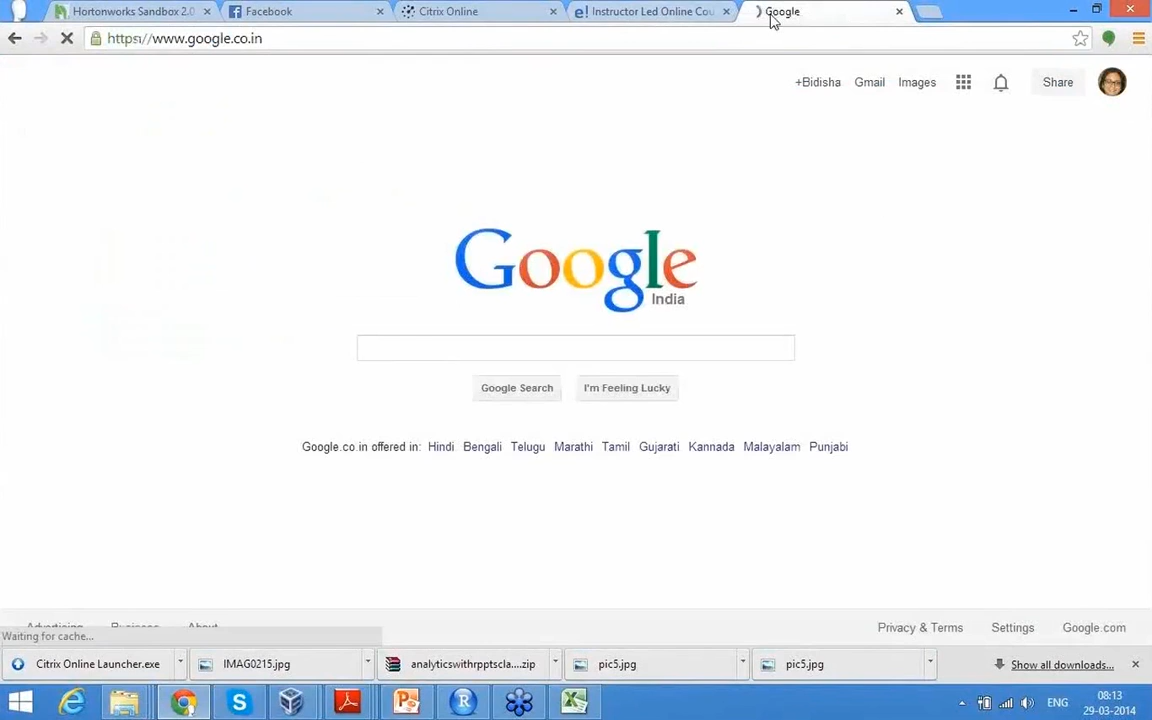 Hortonworks Sandbox 2.0
Facebook
Citrix Online
e! Instructor Led Online Cou
Google
https://www.google.co.in
+Bidisha
Gmail
Images
Share
Google
India
Google Search
I'm Feeling Lucky
Google.co.in offered in: Hindi Bengali Telugu Marathi Tamil Gujarati Kannada Malayalam Punjabi
Advertising
Business
About
Privacy & Terms
Settings
Google.com
Waiting for cache...
Citrix Online Launcher.exe
IMAG0215.jpg
analyticswithrpptscla....zip
pic5.jpg
pic5.jpg
Show all downloads...
ENG
08:13
29-03-2014